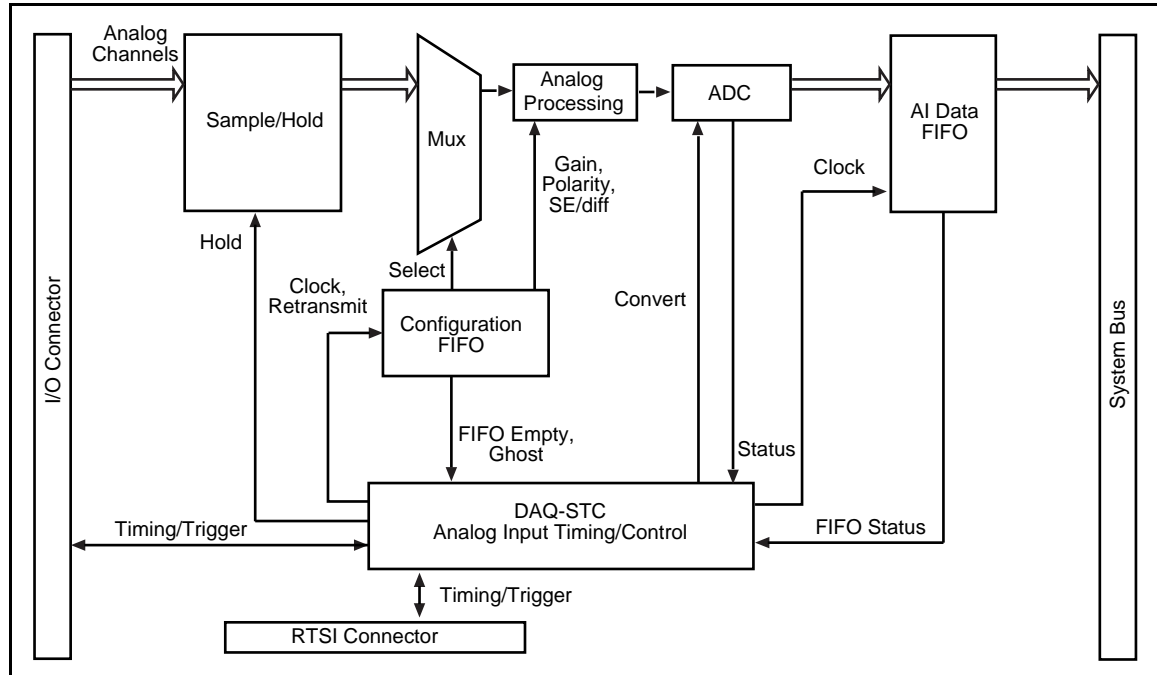 Analog
Channels
Sample/Hold
Mux
Analog
Processing
ADC
AI Data
FIFO
Gain,
Polarity,
SE/diff
Clock
Hold
Select
Clock,
Retransmit
Convert
Configuration
FIFO
I/O Connector
System Bus
FIFO Empty,
Ghost
Status
DAQ-STC
Analog Input Timing/Control
Timing/Trigger
FIFO Status
Timing/Trigger
RTSI Connector